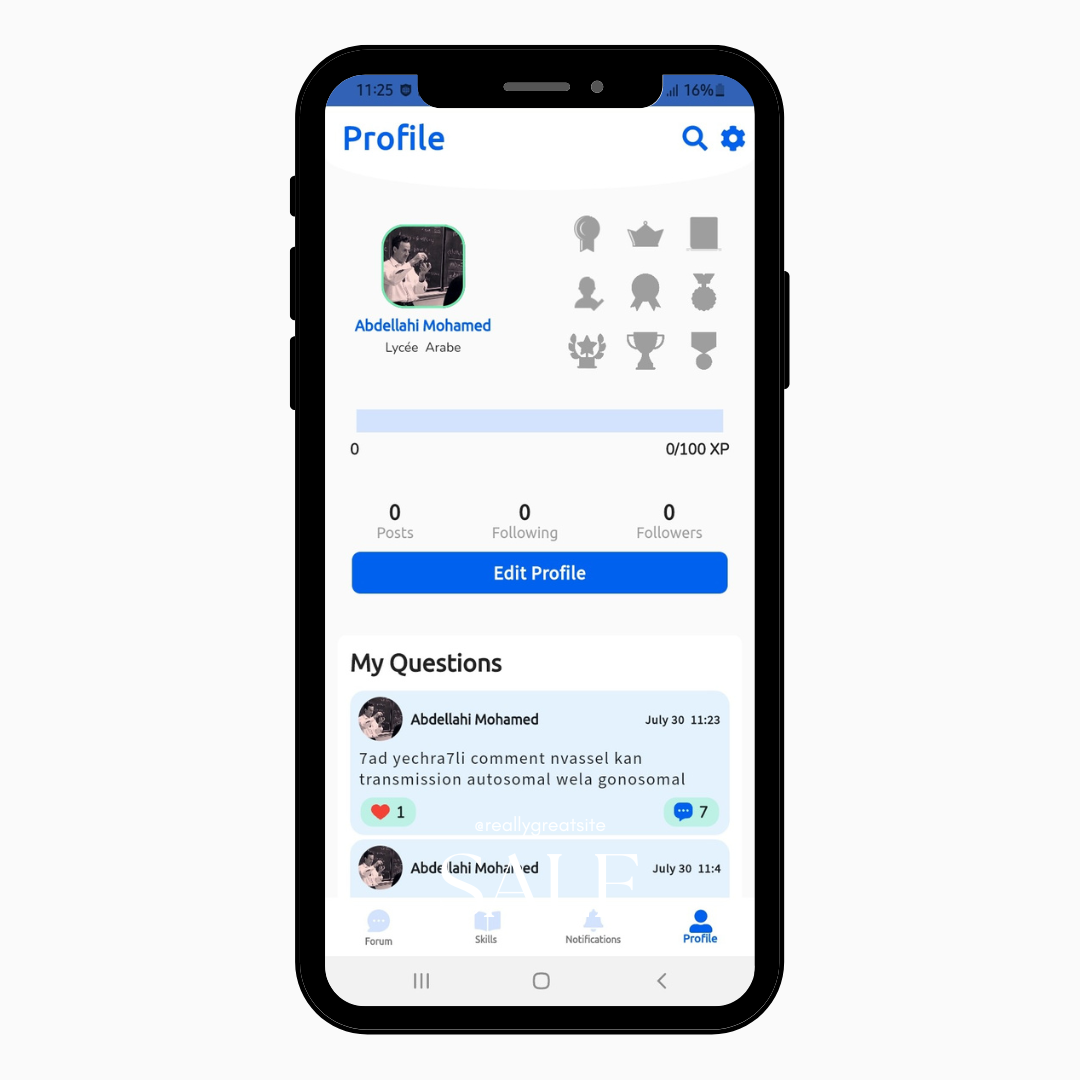 11:25
16%
Profile
Abdellahi Mohamed
Lycée Arabe
0
0/100 XP
0 0 0
Posts Following Followers
Edit Profile
My Questions
Abdellahi Mohamed July 30 11:23
7ad yechra7li comment nvassel kan
transmission autosomal wela gonosomal
1 7
@reallygreatsite
SALE
Abdellahi Mohamed July 30 11:4
Forum Skills Notifications Profile